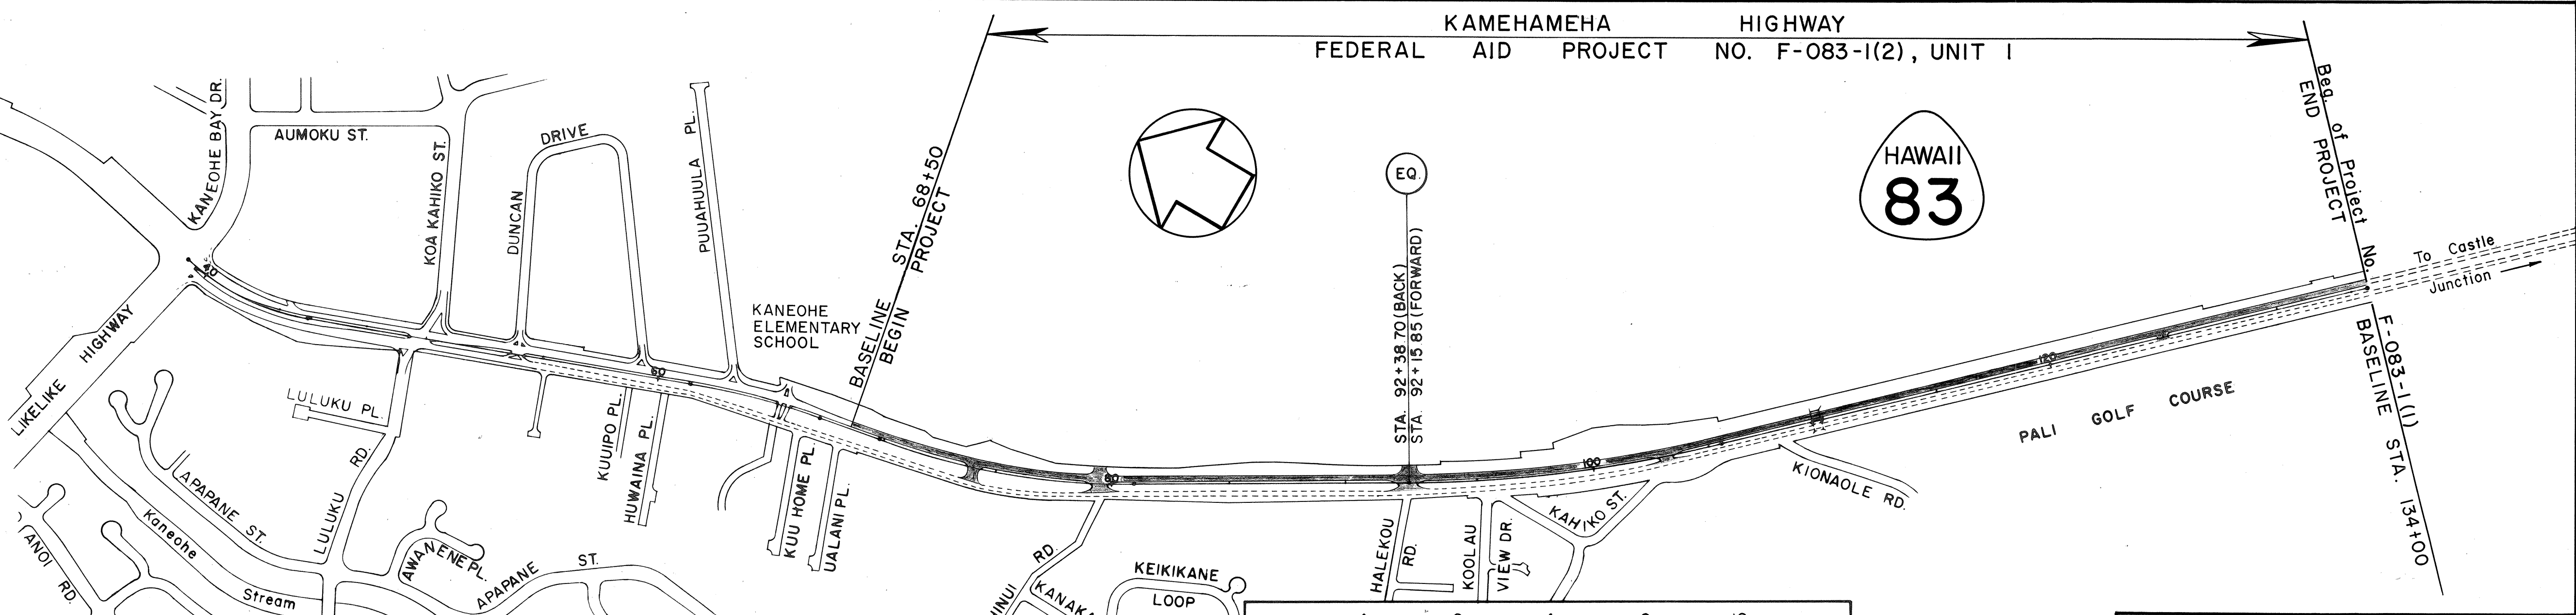 KAMEHAMEHA HIGHWAY
FEDERAL AID PROJECT NO. F-083-1(2), UNIT 1
KANEOHE BAY DR.
AUMOKU ST.
KOA KAHIKO ST.
DUNCAN
DRIVE
PUUAHUULA PL.
BASELINE STA. 68+50
BEGIN PROJECT
EQ.
STA. 92+38 70 (BACK)
STA. 92+15 85 (FORWARD)
HAWAII
83
Beg. of Project No.
END PROJECT
F-083-1(1)
BASELINE STA. 134+00
To Castle
Junction
KANEOHE
ELEMENTARY
SCHOOL
LIKELIKE HIGHWAY
40
60
80
100
120
LULUKU PL.
LULUKU RD.
KUUIPO PL.
HUWAINA PL.
KUU HOME PL.
UALANI PL.
APAPANE ST.
Kaneohe
Stream
ANOI RD.
AWANENE PL.
APAPANE ST.
INUI RD.
KANAKA
KEIKIKANE
LOOP
HALEKOU
RD.
KOOLAU
VIEW DR.
KAHIKO ST.
KIONAOLE RD.
PALI GOLF COURSE